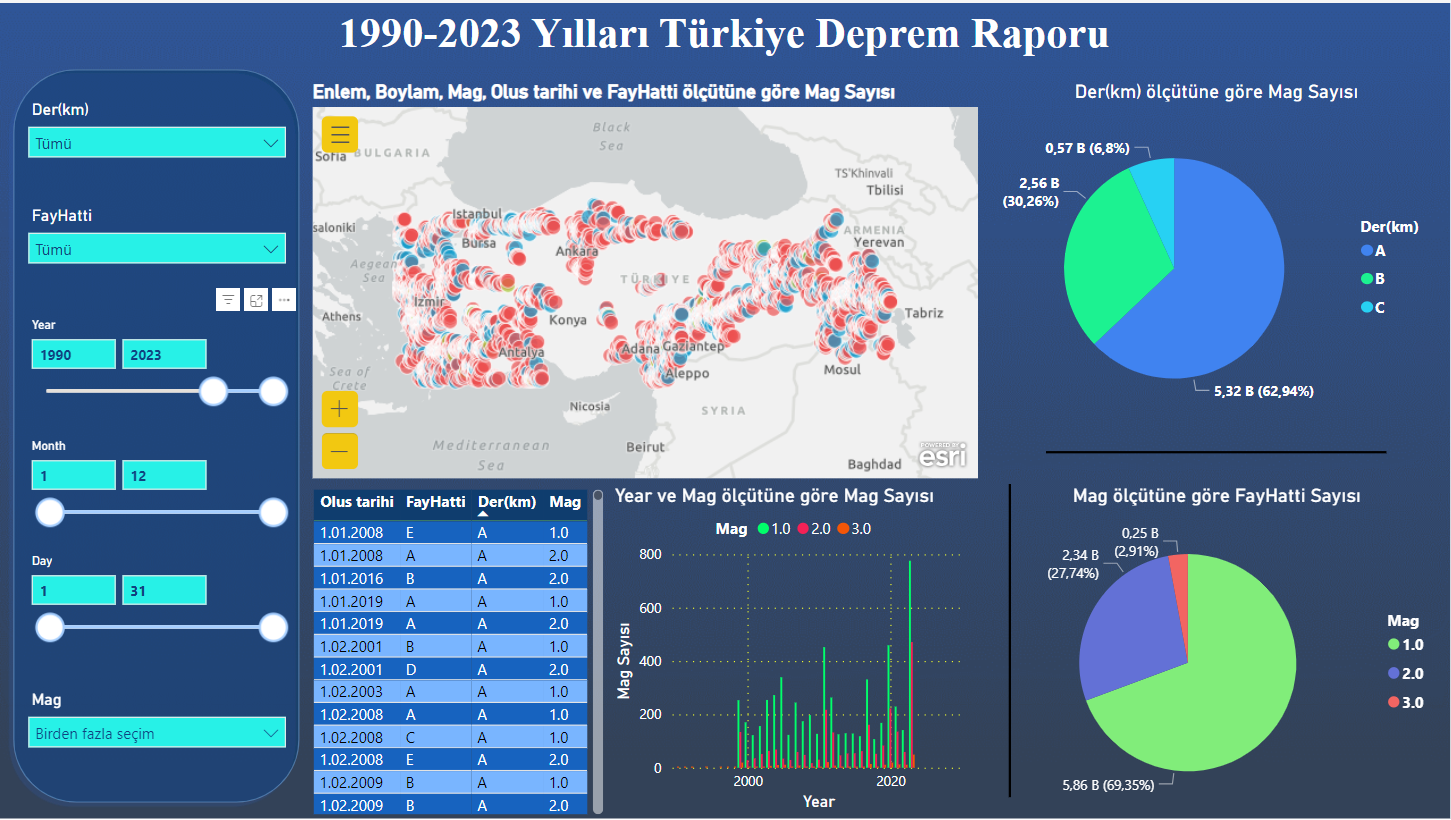 1990-2023 Yılları Türkiye Deprem Raporu
Der(km)
Tümü
FayHatti
Tümü
Year
1990 2023
Month
1 12
Day
1 31
Mag
Birden fazla seçim
Enlem, Boylam, Mag, Olus tarihi ve FayHatti ölçütüne göre Mag Sayısı
Black
Sea
Sofia
BULGARIA
TS'Khinvali
Tbilisi
Istanbul
saloniki
Bursa
ARMENIA
Yerevan
Ankara
Aegean
Sea
TÜRKİYE
Izmir
Athens
Konya
Tabriz
Adana
Gaziantep
Antalya
Mosul
Aleppo
Sea of
Crete
Nicosia
SYRIA
Mediterranean
Sea
Beirut
Baghdad
POWERED BY
esri
Olus tarihi FayHatti Der(km) Mag
1.01.2008 E A 1.0
1.01.2008 A A 2.0
1.01.2016 B A 2.0
1.01.2019 A A 1.0
1.01.2019 A A 2.0
1.02.2001 B A 1.0
1.02.2001 D A 2.0
1.02.2003 A A 1.0
1.02.2008 A A 1.0
1.02.2008 C A 1.0
1.02.2008 E A 2.0
1.02.2009 B A 1.0
1.02.2009 B A 2.0
Year ve Mag ölçütüne göre Mag Sayısı
Mag 1.0 2.0 3.0
Mag Sayısı
800
600
400
200
0
2000 2020
Year
Der(km) ölçütüne göre Mag Sayısı
0,57 B (6,8%)
2,56 B
(30,26%)
5,32 B (62,94%)
Der(km)
A
B
C
Mag ölçütüne göre FayHatti Sayısı
0,25 B
(2,91%)
2,34 B
(27,74%)
5,86 B (69,35%)
Mag
1.0
2.0
3.0